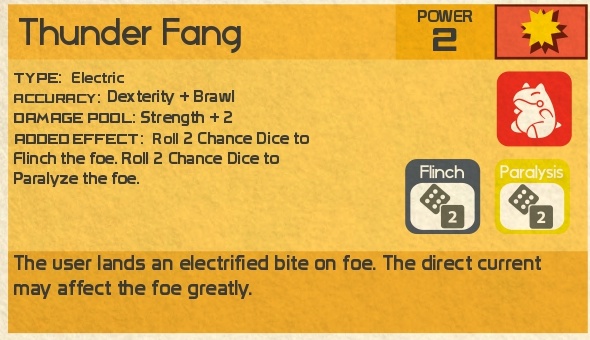 Thunder Fang
POWER
2
TYPE: Electric
ACCURACY: Dexterity + Brawl
DAMAGE POOL: Strength + 2
ADDED EFFECT: Roll 2 Chance Dice to
Flinch the foe. Roll 2 Chance Dice to
Paralyze the foe.
Flinch
2
Paralysis
2
The user lands an electrified bite on foe. The direct current
may affect the foe greatly.